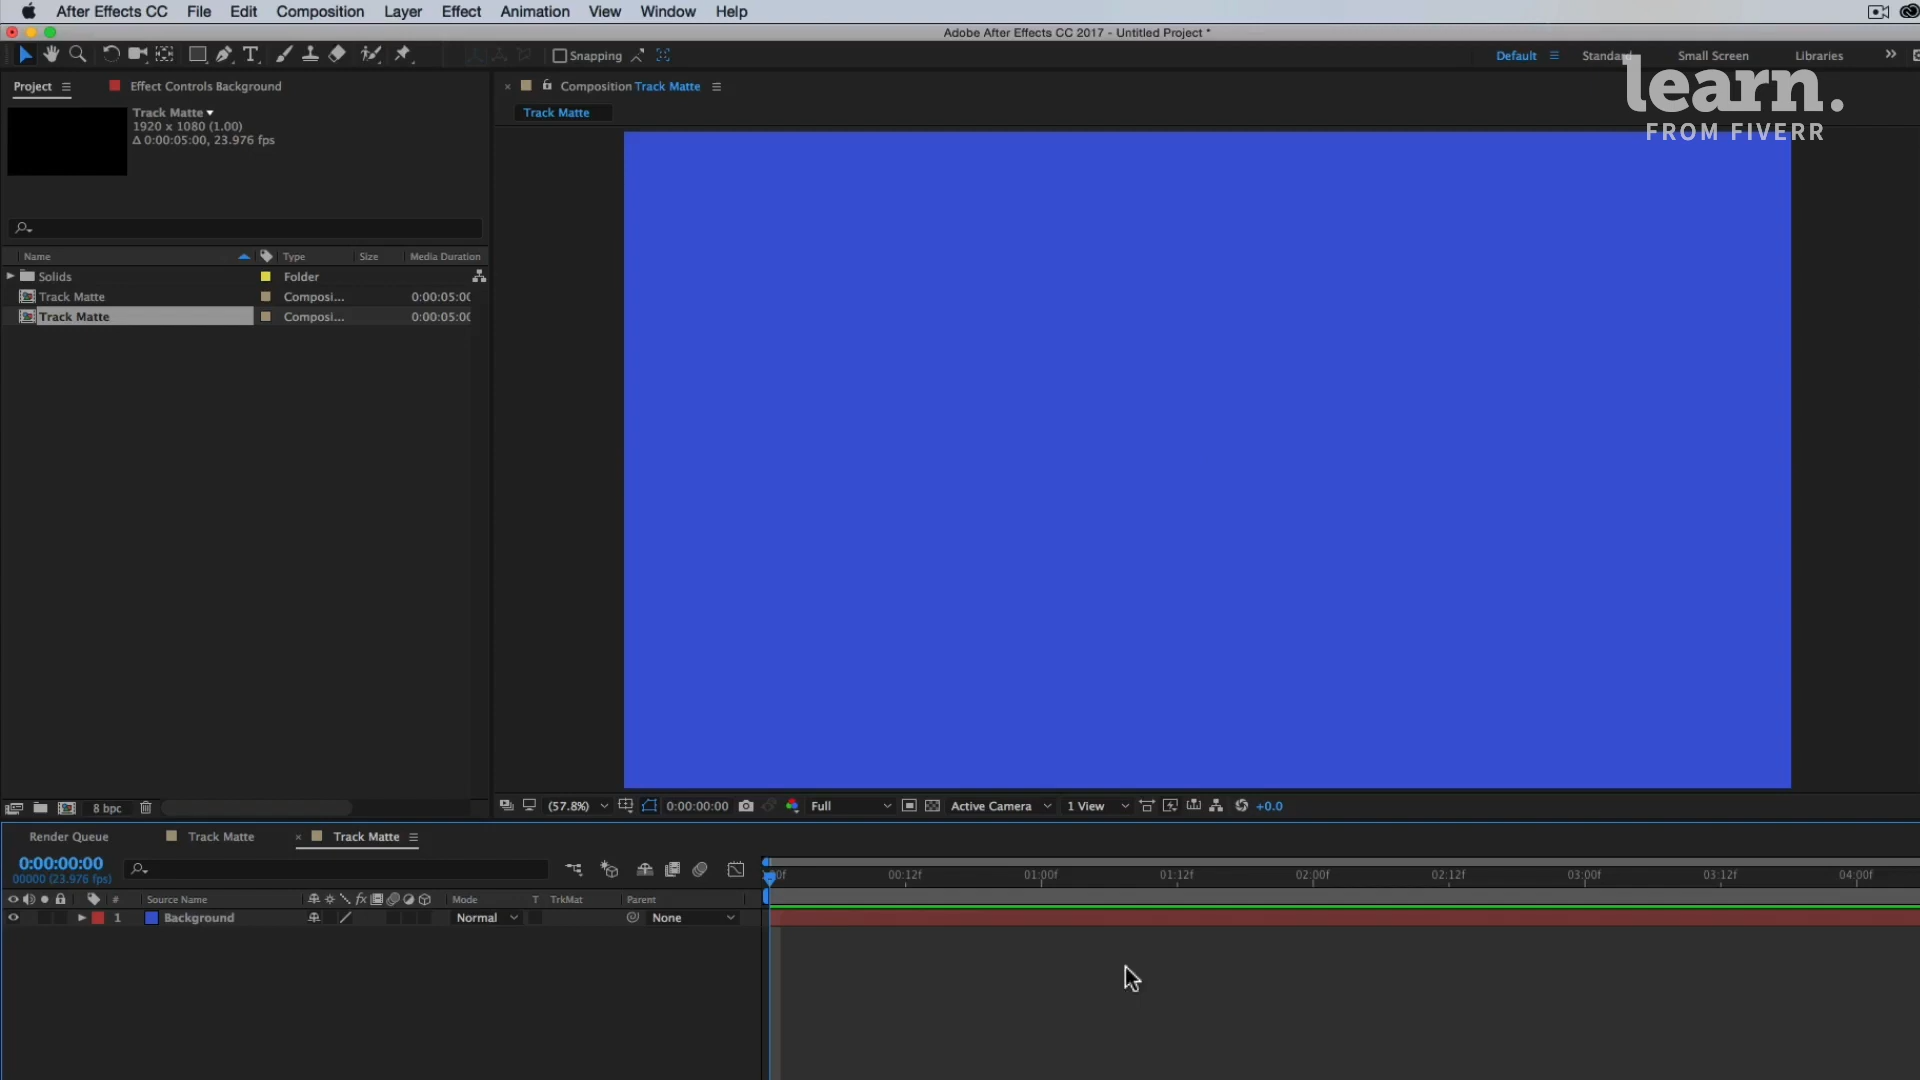 After Effects CC File Edit Composition Layer Effect Animation View Window Help
Adobe After Effects CC 2017 - Untitled Project *
Snapping Default Standard Small Screen Libraries
learn.
FROM FIVERR
Project Effect Controls Background
Composition Track Matte
Track Matte
1920 x 1080 (1.00)
Δ 0:00:05:00, 23.976 fps
Track Matte
Name Type Size Media Duration
Solids Folder
Track Matte Composi... 0:00:05:00
Track Matte Composi... 0:00:05:00
8 bpc
(57.8%) 0:00:00:00 Full Active Camera 1 View +0.0
Render Queue Track Matte Track Matte
0:00:00:00
00000 (23.976 fps)
00:12f 01:00f 01:12f 02:00f 02:12f 03:00f 03:12f 04:00f
# Source Name fx Mode T TrkMat Parent
1 Background Normal None